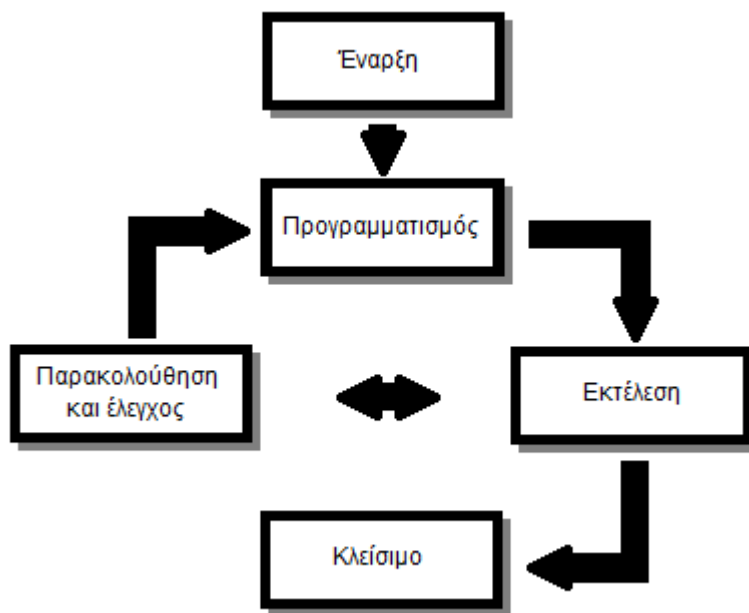 Έναρξη
Προγραμματισμός
Παρακολούθηση
και έλεγχος
Εκτέλεση
Κλείσιμο